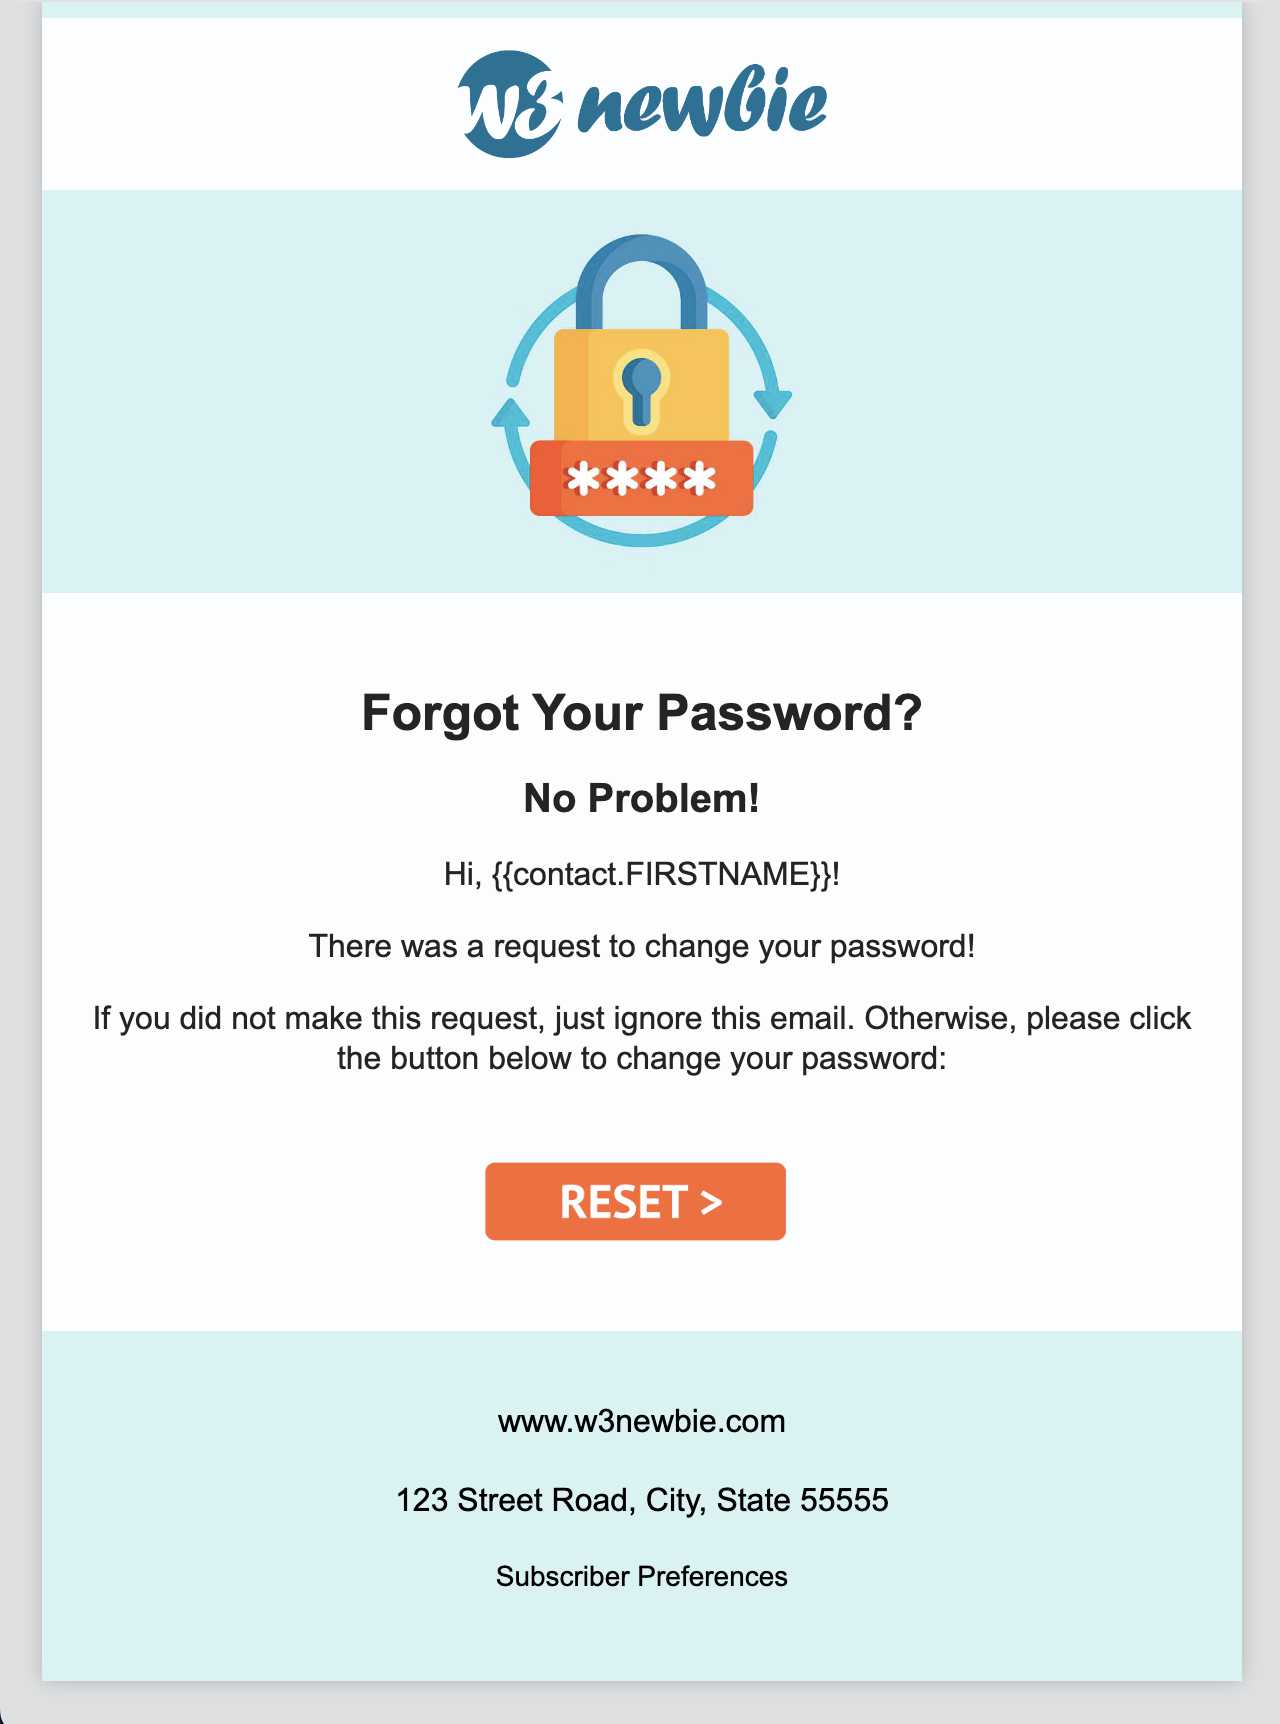 W3 newbie
****
Forgot Your Password?
No Problem!
Hi, {{contact.FIRSTNAME}}!
There was a request to change your password!
If you did not make this request, just ignore this email. Otherwise, please click
the button below to change your password:
RESET >
www.w3newbie.com
123 Street Road, City, State 55555
Subscriber Preferences